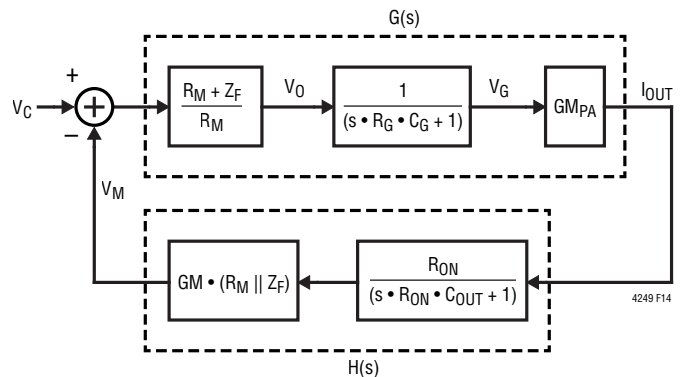 G(s)
+
V_C
+
−
R_M + Z_F
R_M
V_O
1
(s • R_G • C_G + 1)
V_G
GM_PA
I_OUT
V_M
GM • (R_M || Z_F)
R_ON
(s • R_ON • C_OUT + 1)
4249 F14
H(s)